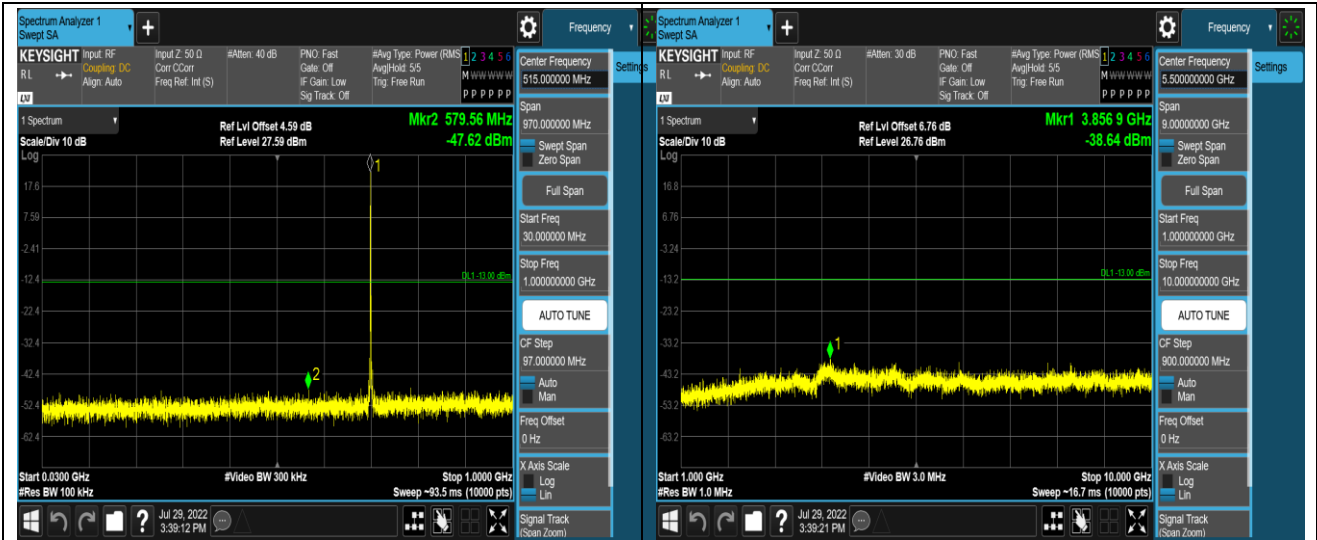 Spectrum Analyzer 1
Swept SA
+
Frequency
KEYSIGHT
RL
LXI
Input: RF
Coupling: DC
Align: Auto
Input Z: 50 Ω
Corr CCorr
Freq Ref: Int (S)
#Atten: 40 dB
PNO: Fast
Gate: Off
IF Gain: Low
Sig Track: Off
#Avg Type: Power (RMS
Avg|Hold: 5/5
Trig: Free Run
1 2 3 4 5 6
M W W W W W
P P P P P P
Center Frequency
515.000000 MHz
Settings
1 Spectrum
Scale/Div 10 dB
Ref Lvl Offset 4.59 dB
Ref Level 27.59 dBm
Mkr2 579.56 MHz
-47.62 dBm
Log
17.6
7.59
-2.41
-12.4
-22.4
-32.4
-42.4
-52.4
-62.4
1
2
DL1 -13.00 dBm
Span
970.000000 MHz
Swept Span
Zero Span
Full Span
Start Freq
30.000000 MHz
Stop Freq
1.000000000 GHz
AUTO TUNE
CF Step
97.000000 MHz
Auto
Man
Freq Offset
0 Hz
X Axis Scale
Log
Lin
Signal Track
(Span Zoom)
Start 0.0300 GHz
#Res BW 100 kHz
#Video BW 300 kHz
Stop 1.0000 GHz
Sweep ~93.5 ms (10000 pts)
?
Jul 29, 2022
3:39:12 PM
Spectrum Analyzer 1
Swept SA
+
Frequency
KEYSIGHT
RL
LXI
Input: RF
Coupling: DC
Align: Auto
Input Z: 50 Ω
Corr CCorr
Freq Ref: Int (S)
#Atten: 30 dB
PNO: Fast
Gate: Off
IF Gain: Low
Sig Track: Off
#Avg Type: Power (RMS
Avg|Hold: 5/5
Trig: Free Run
1 2 3 4 5 6
M W W W W W
P P P P P P
Center Frequency
5.500000000 GHz
Settings
1 Spectrum
Scale/Div 10 dB
Ref Lvl Offset 6.76 dB
Ref Level 26.76 dBm
Mkr1 3.856 9 GHz
-38.64 dBm
Log
16.8
6.76
-3.24
-13.2
-23.2
-33.2
-43.2
-53.2
-63.2
1
DL1 -13.00 dBm
Span
9.00000000 GHz
Swept Span
Zero Span
Full Span
Start Freq
1.000000000 GHz
Stop Freq
10.000000000 GHz
AUTO TUNE
CF Step
900.000000 MHz
Auto
Man
Freq Offset
0 Hz
X Axis Scale
Log
Lin
Signal Track
(Span Zoom)
Start 1.000 GHz
#Res BW 1.0 MHz
#Video BW 3.0 MHz
Stop 10.000 GHz
Sweep ~16.7 ms (10000 pts)
?
Jul 29, 2022
3:39:21 PM